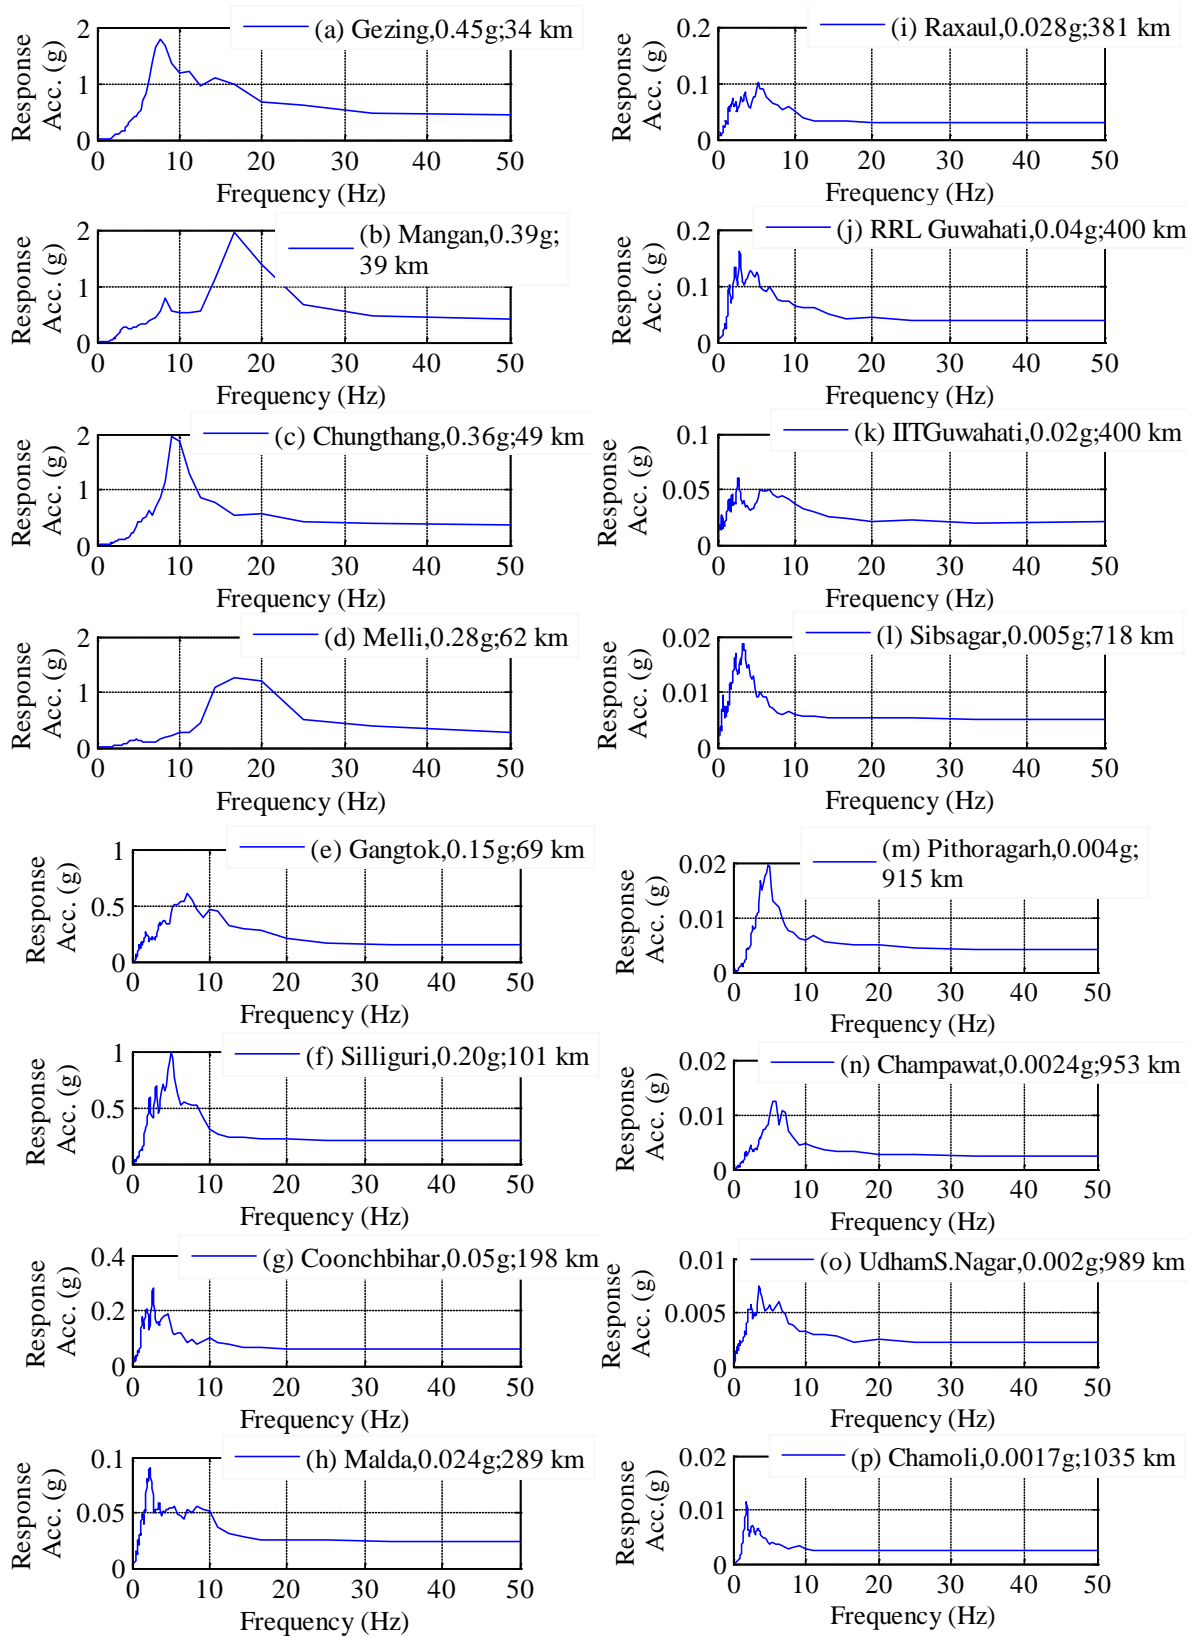 (a) Gezing,0.45g;34 km
Response
Acc. (g)
2
1
0
0 10 20 30 40 50
Frequency (Hz)
(b) Mangan,0.39g;
39 km
Response
Acc. (g)
2
1
0
0 10 20 30 40 50
Frequency (Hz)
(c) Chungthang,0.36g;49 km
Response
Acc. (g)
2
1
0
0 10 20 30 40 50
Frequency (Hz)
(d) Melli,0.28g;62 km
Response
Acc. (g)
2
1
0
0 10 20 30 40 50
Frequency (Hz)
(e) Gangtok,0.15g;69 km
Response
Acc. (g)
1
0.5
0
0 10 20 30 40 50
Frequency (Hz)
(f) Silliguri,0.20g;101 km
Response
Acc. (g)
1
0.5
0
0 10 20 30 40 50
Frequency (Hz)
(g) Coonchbihar,0.05g;198 km
Response
Acc. (g)
0.4
0.2
0
0 10 20 30 40 50
Frequency (Hz)
(h) Malda,0.024g;289 km
Response
Acc. (g)
0.1
0.05
0
0 10 20 30 40 50
Frequency (Hz)
(i) Raxaul,0.028g;381 km
Response
Acc. (g)
0.2
0.1
0
0 10 20 30 40 50
Frequency (Hz)
(j) RRL Guwahati,0.04g;400 km
Response
Acc. (g)
0.2
0.1
0
0 10 20 30 40 50
Frequency (Hz)
(k) IITGuwahati,0.02g;400 km
Response
Acc. (g)
0.1
0.05
0
0 10 20 30 40 50
Frequency (Hz)
(l) Sibsagar,0.005g;718 km
Response
Acc. (g)
0.02
0.01
0
0 10 20 30 40 50
Frequency (Hz)
(m) Pithoragarh,0.004g;
915 km
Response
Acc. (g)
0.02
0.01
0
0 10 20 30 40 50
Frequency (Hz)
(n) Champawat,0.0024g;953 km
Response
Acc. (g)
0.02
0.01
0
0 10 20 30 40 50
Frequency (Hz)
(o) UdhamS.Nagar,0.002g;989 km
Response
Acc. (g)
0.01
0.005
0
0 10 20 30 40 50
Frequency (Hz)
(p) Chamoli,0.0017g;1035 km
Response
Acc.(g)
0.02
0.01
0
0 10 20 30 40 50
Frequency (Hz)